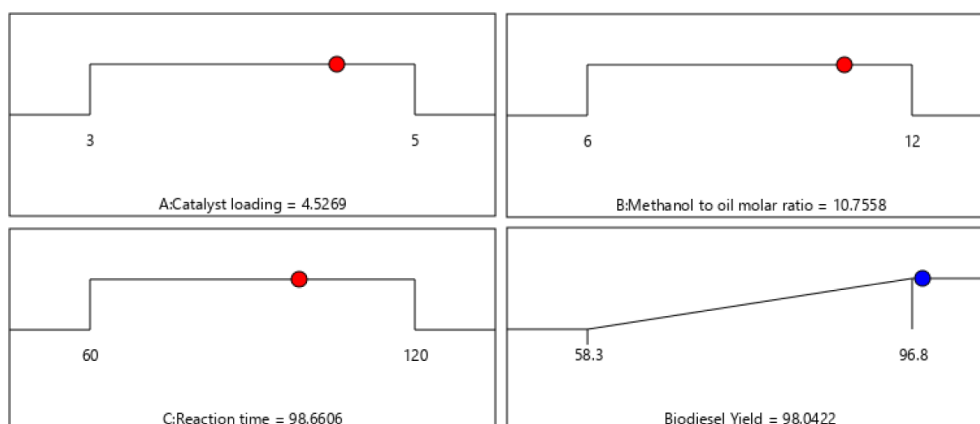 3 5
A:Catalyst loading = 4.5269
6 12
B:Methanol to oil molar ratio = 10.7558
60 120
C:Reaction time = 98.6606
58.3 96.8
Biodiesel Yield = 98.0422